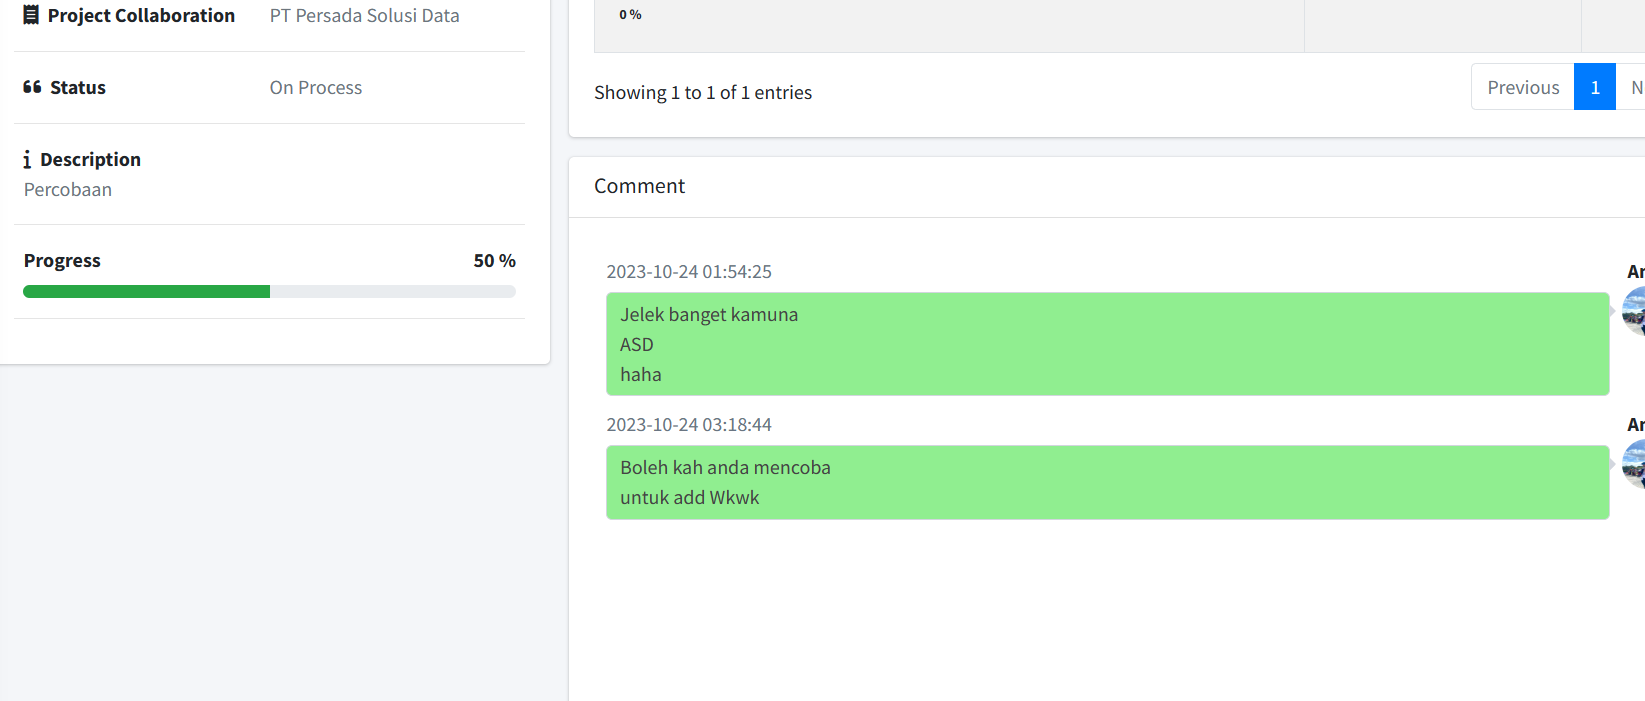 Project Collaboration PT Persada Solusi Data
Status On Process
Description
Percobaan
Progress 50 %
0 %
Showing 1 to 1 of 1 entries
Previous 1
Comment
2023-10-24 01:54:25
Jelek banget kamuna
ASD
haha
2023-10-24 03:18:44
Boleh kah anda mencoba
untuk add Wkwk